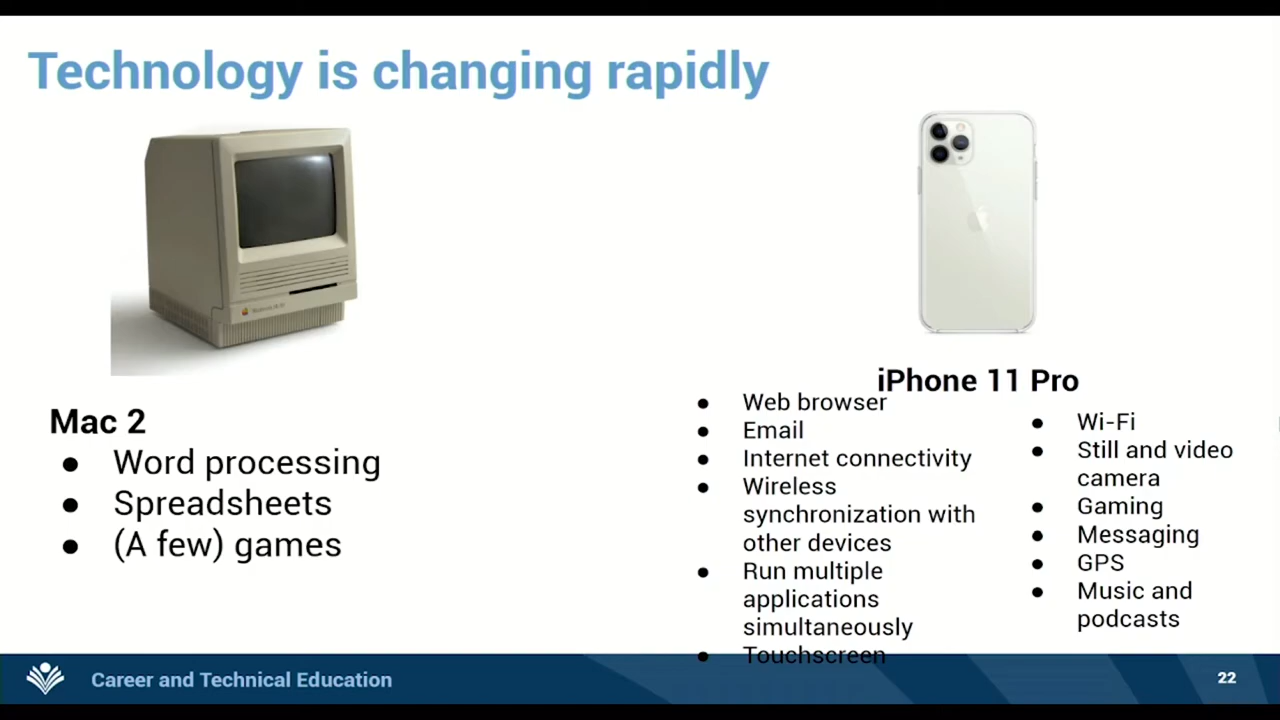 Technology is changing rapidly
Mac 2
● Word processing
● Spreadsheets
● (A few) games
iPhone 11 Pro
● Web browser
● Email
● Internet connectivity
● Wireless
synchronization with
other devices
● Run multiple
applications
simultaneously
● Touchscreen
● Wi-Fi
● Still and video
camera
● Gaming
● Messaging
● GPS
● Music and
podcasts
Career and Technical Education
22